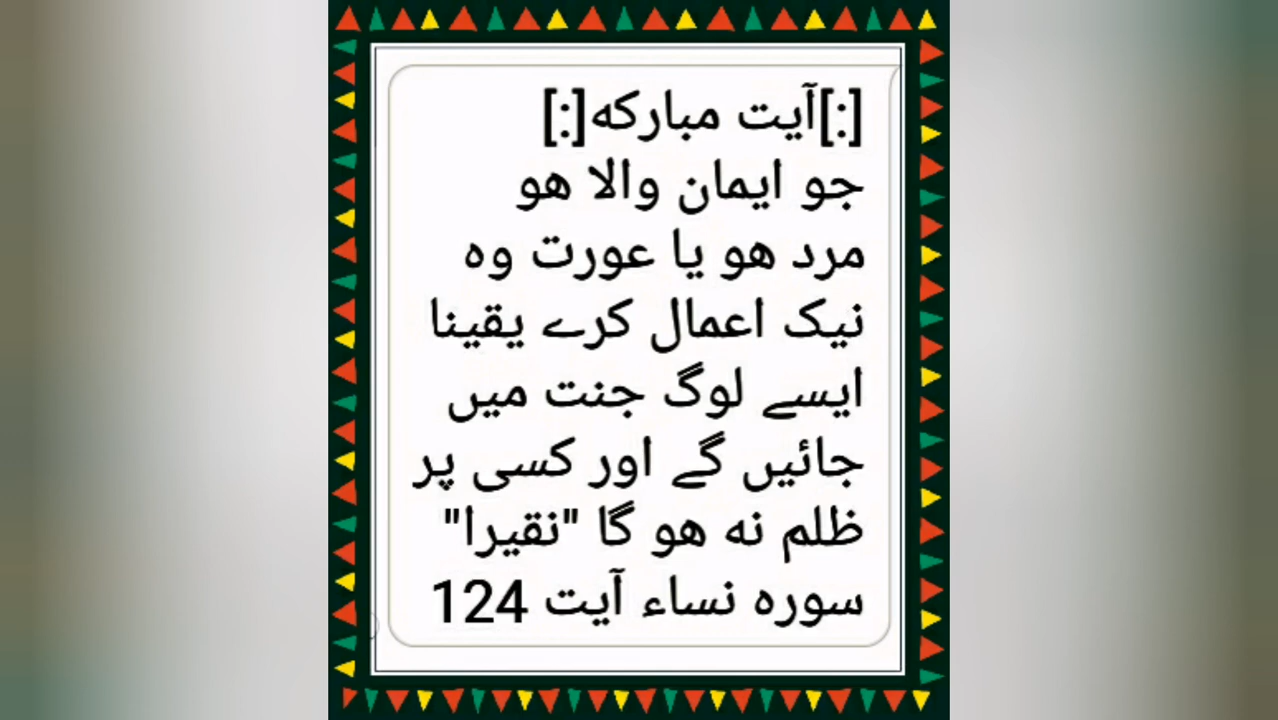 [:]آیت مبارکه[:]
جو ایمان والا هو
مرد هو یا عورت وه
نیک اعمال کرے یقینا
ایسے لوگ جنت میں
جائیں گے اور کسی پر
ظلم نه هو گا "نقیرا"
سوره نساء آیت 124